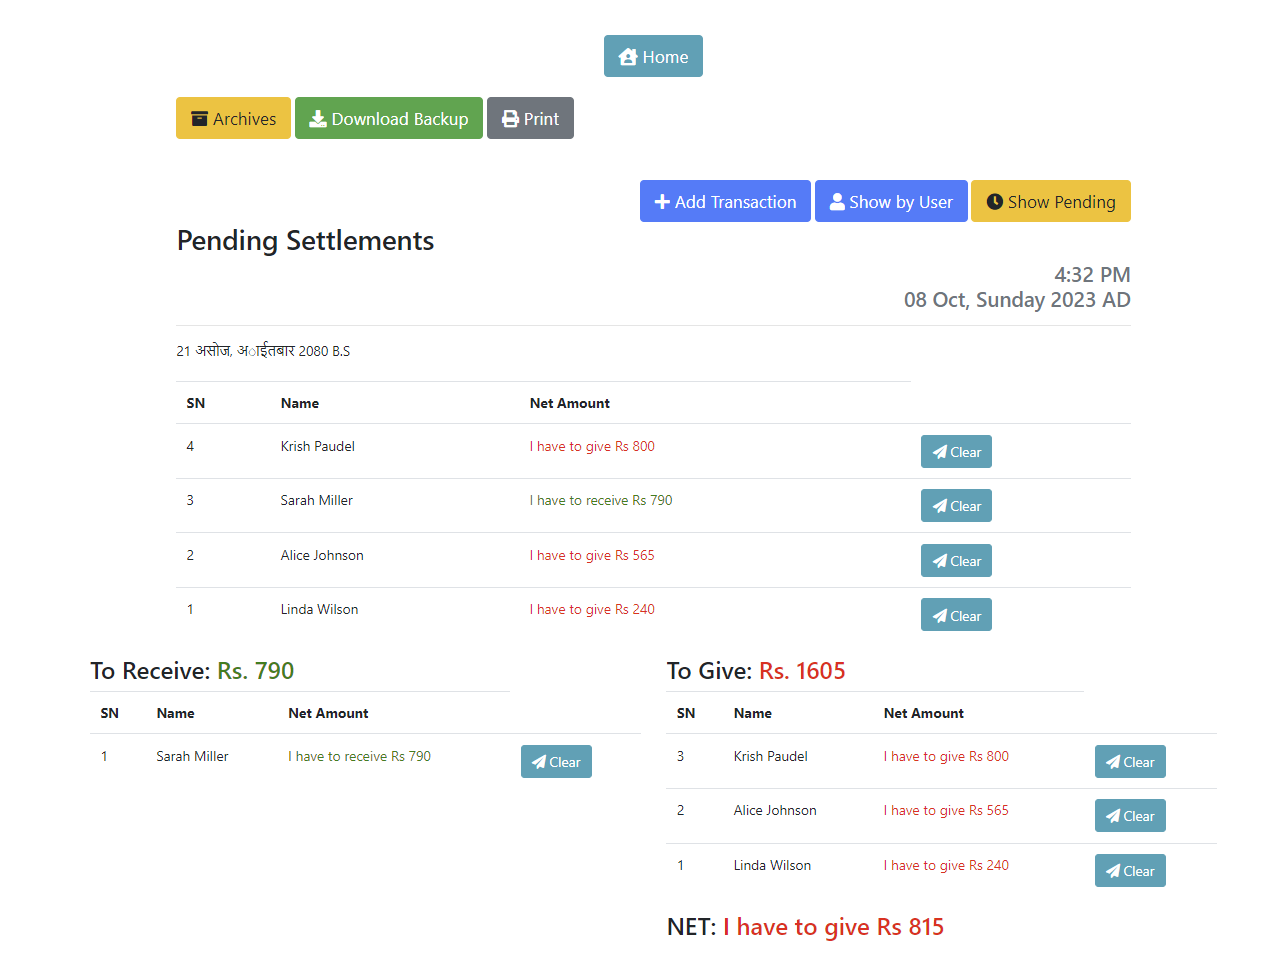 Home
Archives Download Backup Print
Add Transaction Show by User Show Pending
Pending Settlements
4:32 PM
08 Oct, Sunday 2023 AD
21 असोज, अाईतबार 2080 B.S
SN Name Net Amount
4 Krish Paudel I have to give Rs 800 Clear
3 Sarah Miller I have to receive Rs 790 Clear
2 Alice Johnson I have to give Rs 565 Clear
1 Linda Wilson I have to give Rs 240 Clear
To Receive: Rs. 790
SN Name Net Amount
1 Sarah Miller I have to receive Rs 790 Clear
To Give: Rs. 1605
SN Name Net Amount
3 Krish Paudel I have to give Rs 800 Clear
2 Alice Johnson I have to give Rs 565 Clear
1 Linda Wilson I have to give Rs 240 Clear
NET: I have to give Rs 815